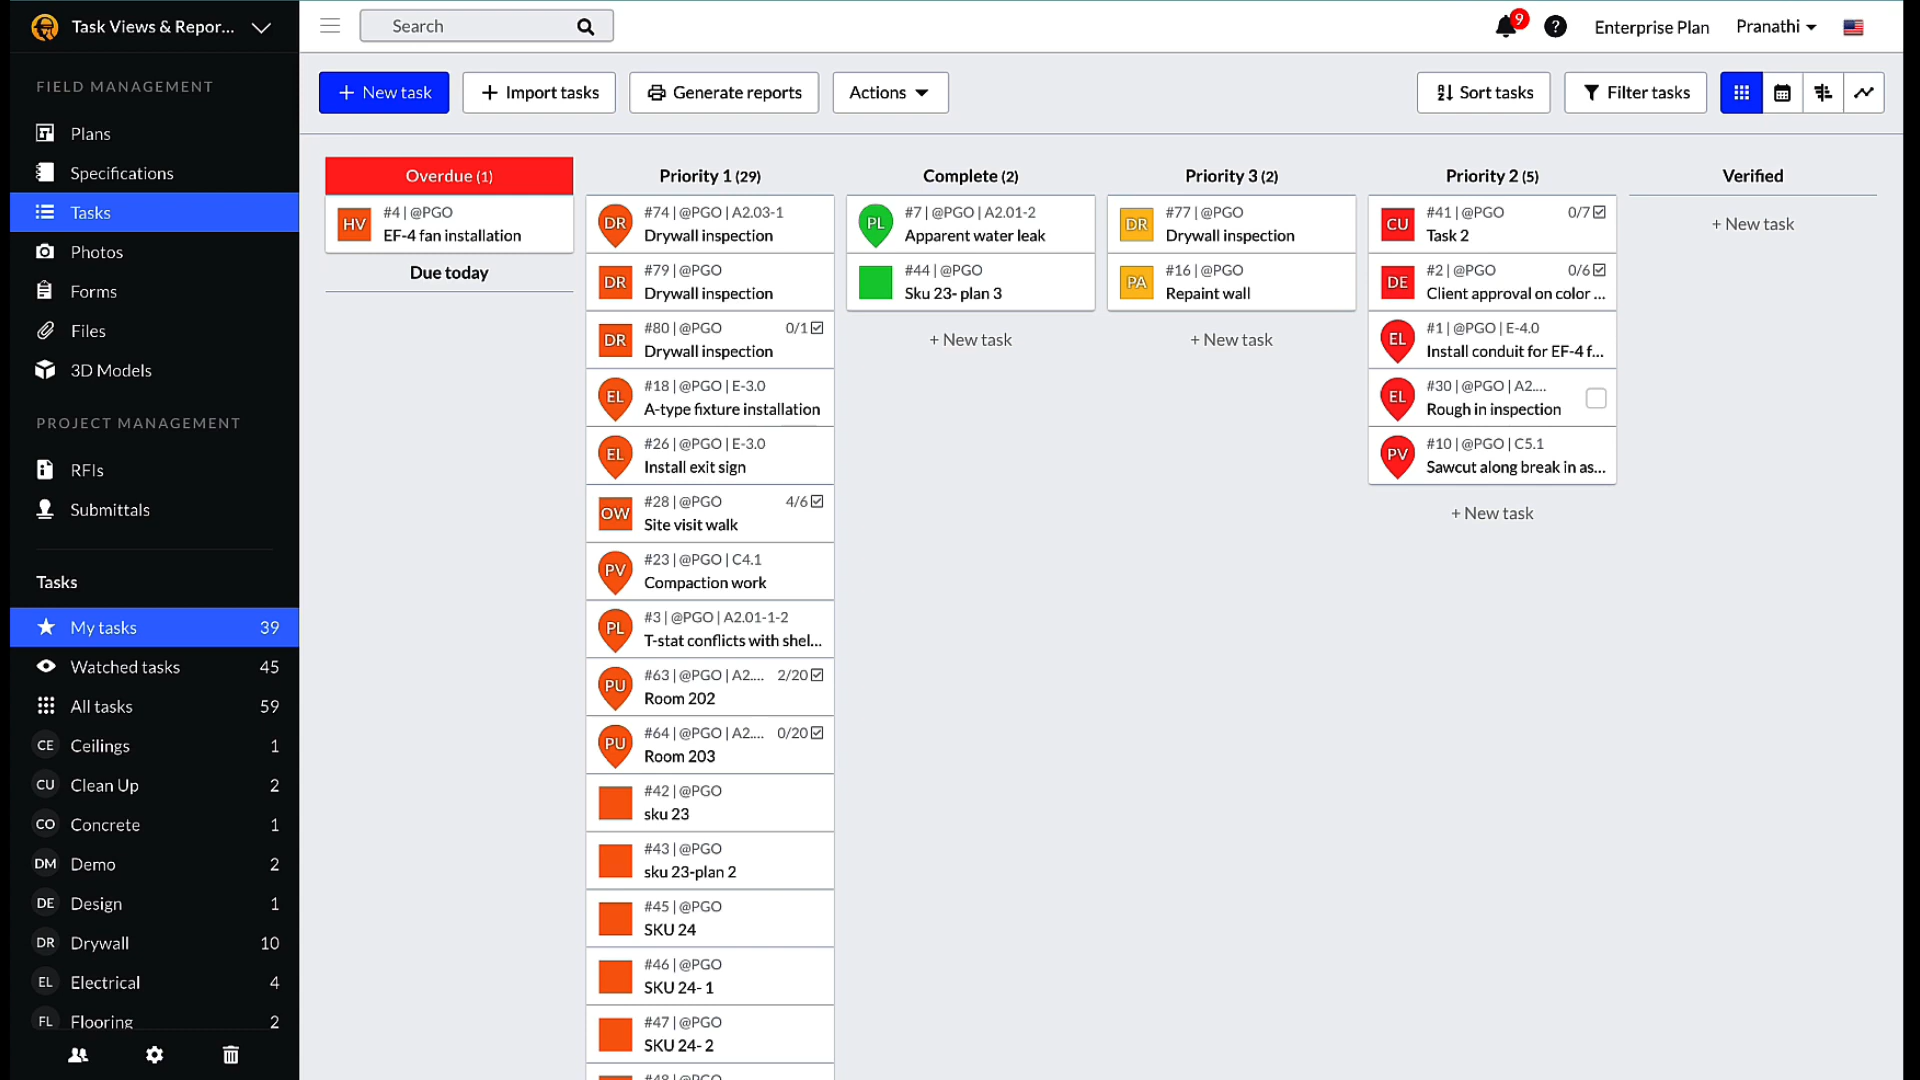 Task Views & Repor...
Search
9
Enterprise Plan
Pranathi
FIELD MANAGEMENT
Plans
Specifications
Tasks
Photos
Forms
Files
3D Models
PROJECT MANAGEMENT
RFIs
Submittals
Tasks
My tasks 39
Watched tasks 45
All tasks 59
CE Ceilings 1
CU Clean Up 2
CO Concrete 1
DM Demo 2
DE Design 1
DR Drywall 10
EL Electrical 4
FL Flooring 2
+ New task
+ Import tasks
Generate reports
Actions
Sort tasks
Filter tasks
Overdue (1)
HV
#4 | @PGO
EF-4 fan installation
Due today
Priority 1 (29)
DR
#74 | @PGO | A2.03-1
Drywall inspection
DR
#79 | @PGO
Drywall inspection
DR
#80 | @PGO 0/1
Drywall inspection
EL
#18 | @PGO | E-3.0
A-type fixture installation
EL
#26 | @PGO | E-3.0
Install exit sign
OW
#28 | @PGO 4/6
Site visit walk
PV
#23 | @PGO | C4.1
Compaction work
PL
#3 | @PGO | A2.01-1-2
T-stat conflicts with shel...
PU
#63 | @PGO | A2.... 2/20
Room 202
PU
#64 | @PGO | A2.... 0/20
Room 203
#42 | @PGO
sku 23
#43 | @PGO
sku 23-plan 2
#45 | @PGO
SKU 24
#46 | @PGO
SKU 24- 1
#47 | @PGO
SKU 24- 2
#48 | @PGO
Complete (2)
PL
#7 | @PGO | A2.01-2
Apparent water leak
#44 | @PGO
Sku 23- plan 3
+ New task
Priority 3 (2)
DR
#77 | @PGO
Drywall inspection
PA
#16 | @PGO
Repaint wall
+ New task
Priority 2 (5)
CU
#41 | @PGO 0/7
Task 2
DE
#2 | @PGO 0/6
Client approval on color ...
EL
#1 | @PGO | E-4.0
Install conduit for EF-4 f...
EL
#30 | @PGO | A2....
Rough in inspection
PV
#10 | @PGO | C5.1
Sawcut along break in as...
+ New task
Verified
+ New task